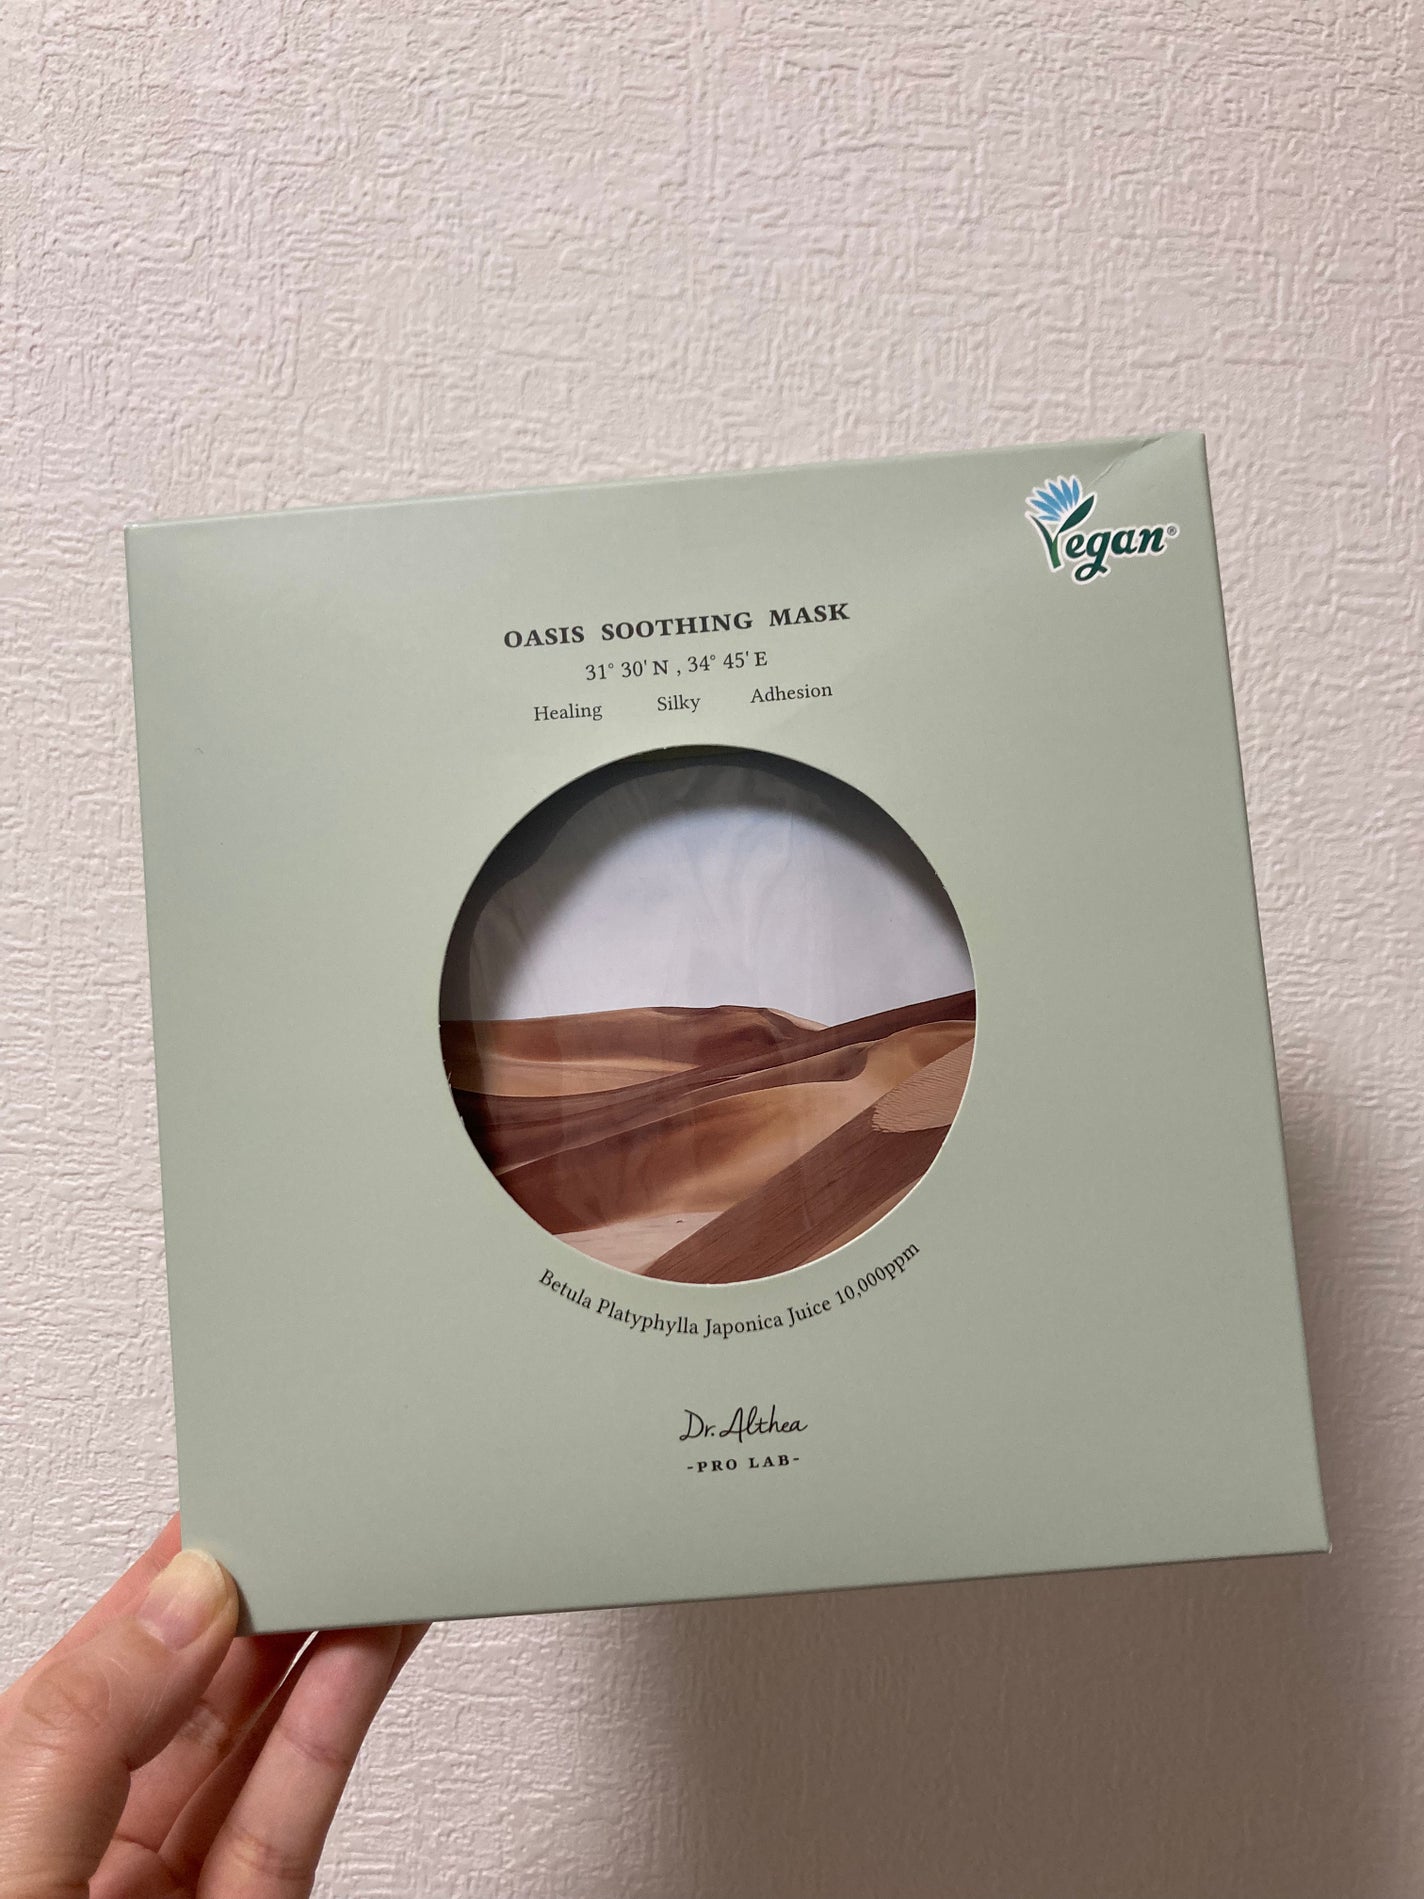 Vegan®
OASIS SOOTHING MASK
31° 30' N , 34° 45' E
Healing Silky Adhesion
Betula Platyphylla Japonica Juice 10,000ppm
Dr. Althea
-PRO LAB-